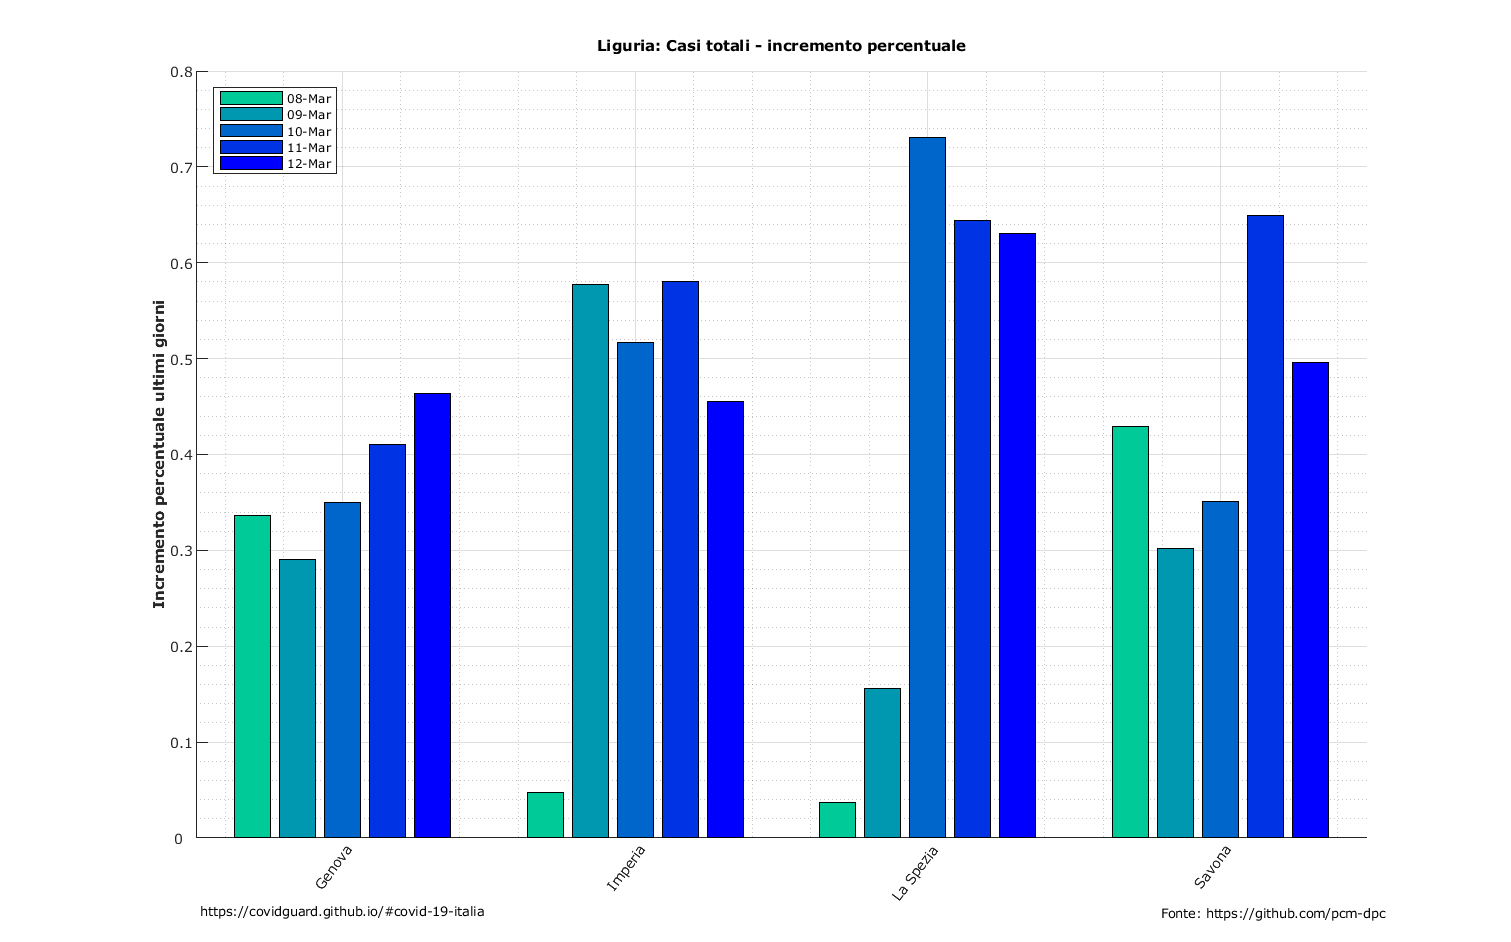 Liguria: Casi totali - incremento percentuale
0.8
0.7
0.6
0.5
0.4
0.3
0.2
0.1
0
Incremento percentuale ultimi giorni
08-Mar
09-Mar
10-Mar
11-Mar
12-Mar
Genova
Imperia
La Spezia
Savona
https://covidguard.github.io/#covid-19-italia
Fonte: https://github.com/pcm-dpc